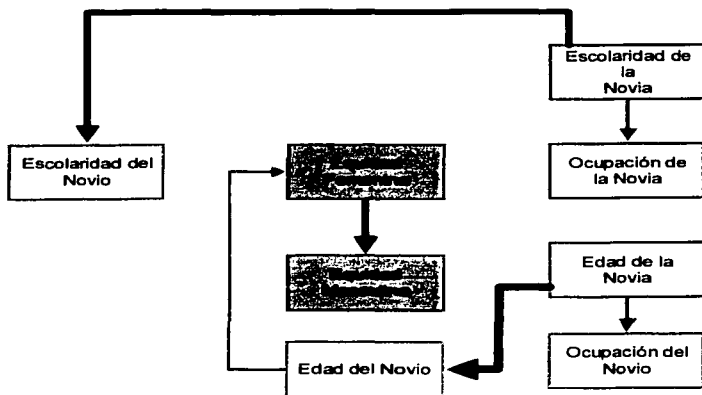 Escolaridad de
la
Novia
Escolaridad del
Novio
Ocupación de
la Novia
Edad de la
Novia
Edad del Novio
Ocupación del
Novio